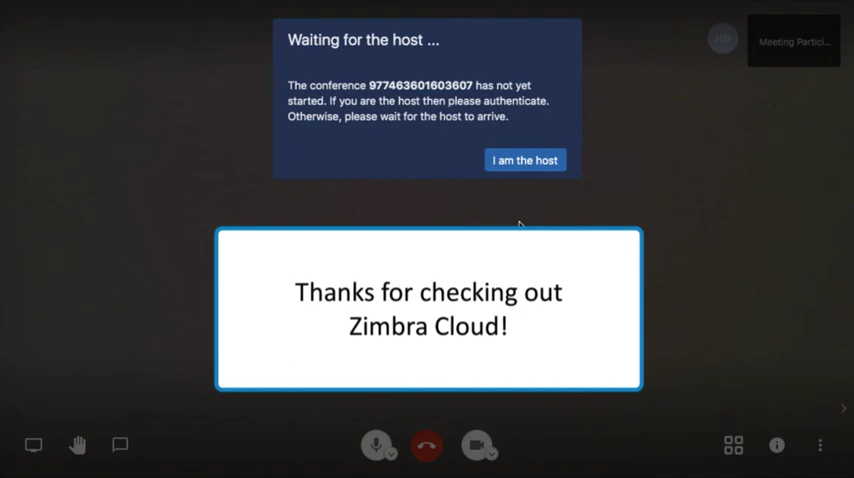 Waiting for the host ...
HD
Meeting Partici...
The conference 977463601603607 has not yet
started. If you are the host then please authenticate.
Otherwise, please wait for the host to arrive.
I am the host
Thanks for checking out
Zimbra Cloud!